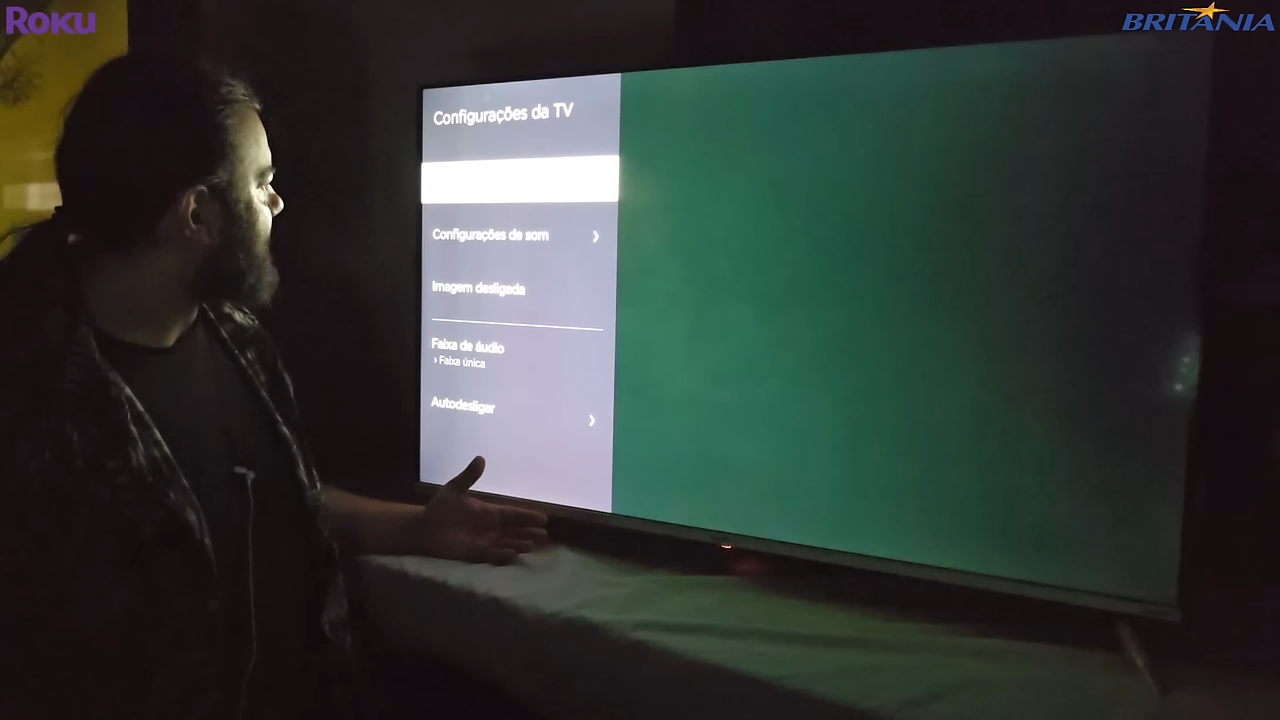 Roku
BRITANIA
Configurações da TV
Configurações de som
Imagem desligada
Faixa de áudio
› Faixa única
Autodesligar